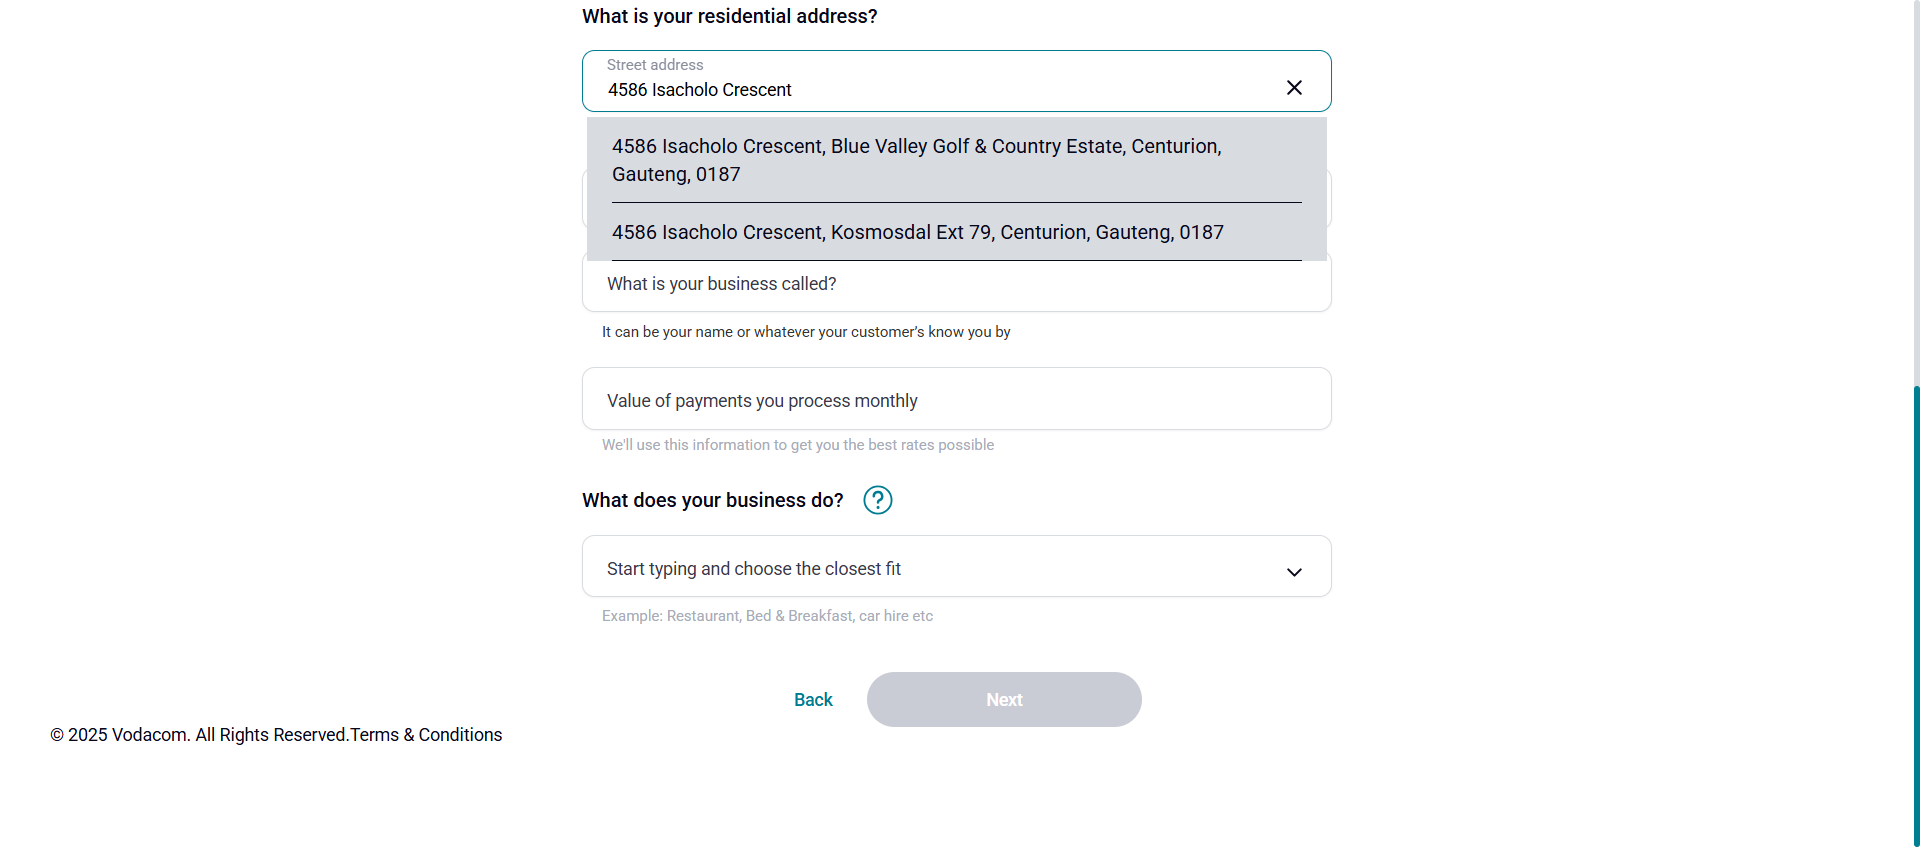 What is your residential address?
Street address
4586 Isacholo Crescent
4586 Isacholo Crescent, Blue Valley Golf & Country Estate, Centurion,
Gauteng, 0187
4586 Isacholo Crescent, Kosmosdal Ext 79, Centurion, Gauteng, 0187
What is your business called?
It can be your name or whatever your customer’s know you by
Value of payments you process monthly
We'll use this information to get you the best rates possible
What does your business do? ?
Start typing and choose the closest fit
Example: Restaurant, Bed & Breakfast, car hire etc
Back Next
© 2025 Vodacom. All Rights Reserved.Terms & Conditions